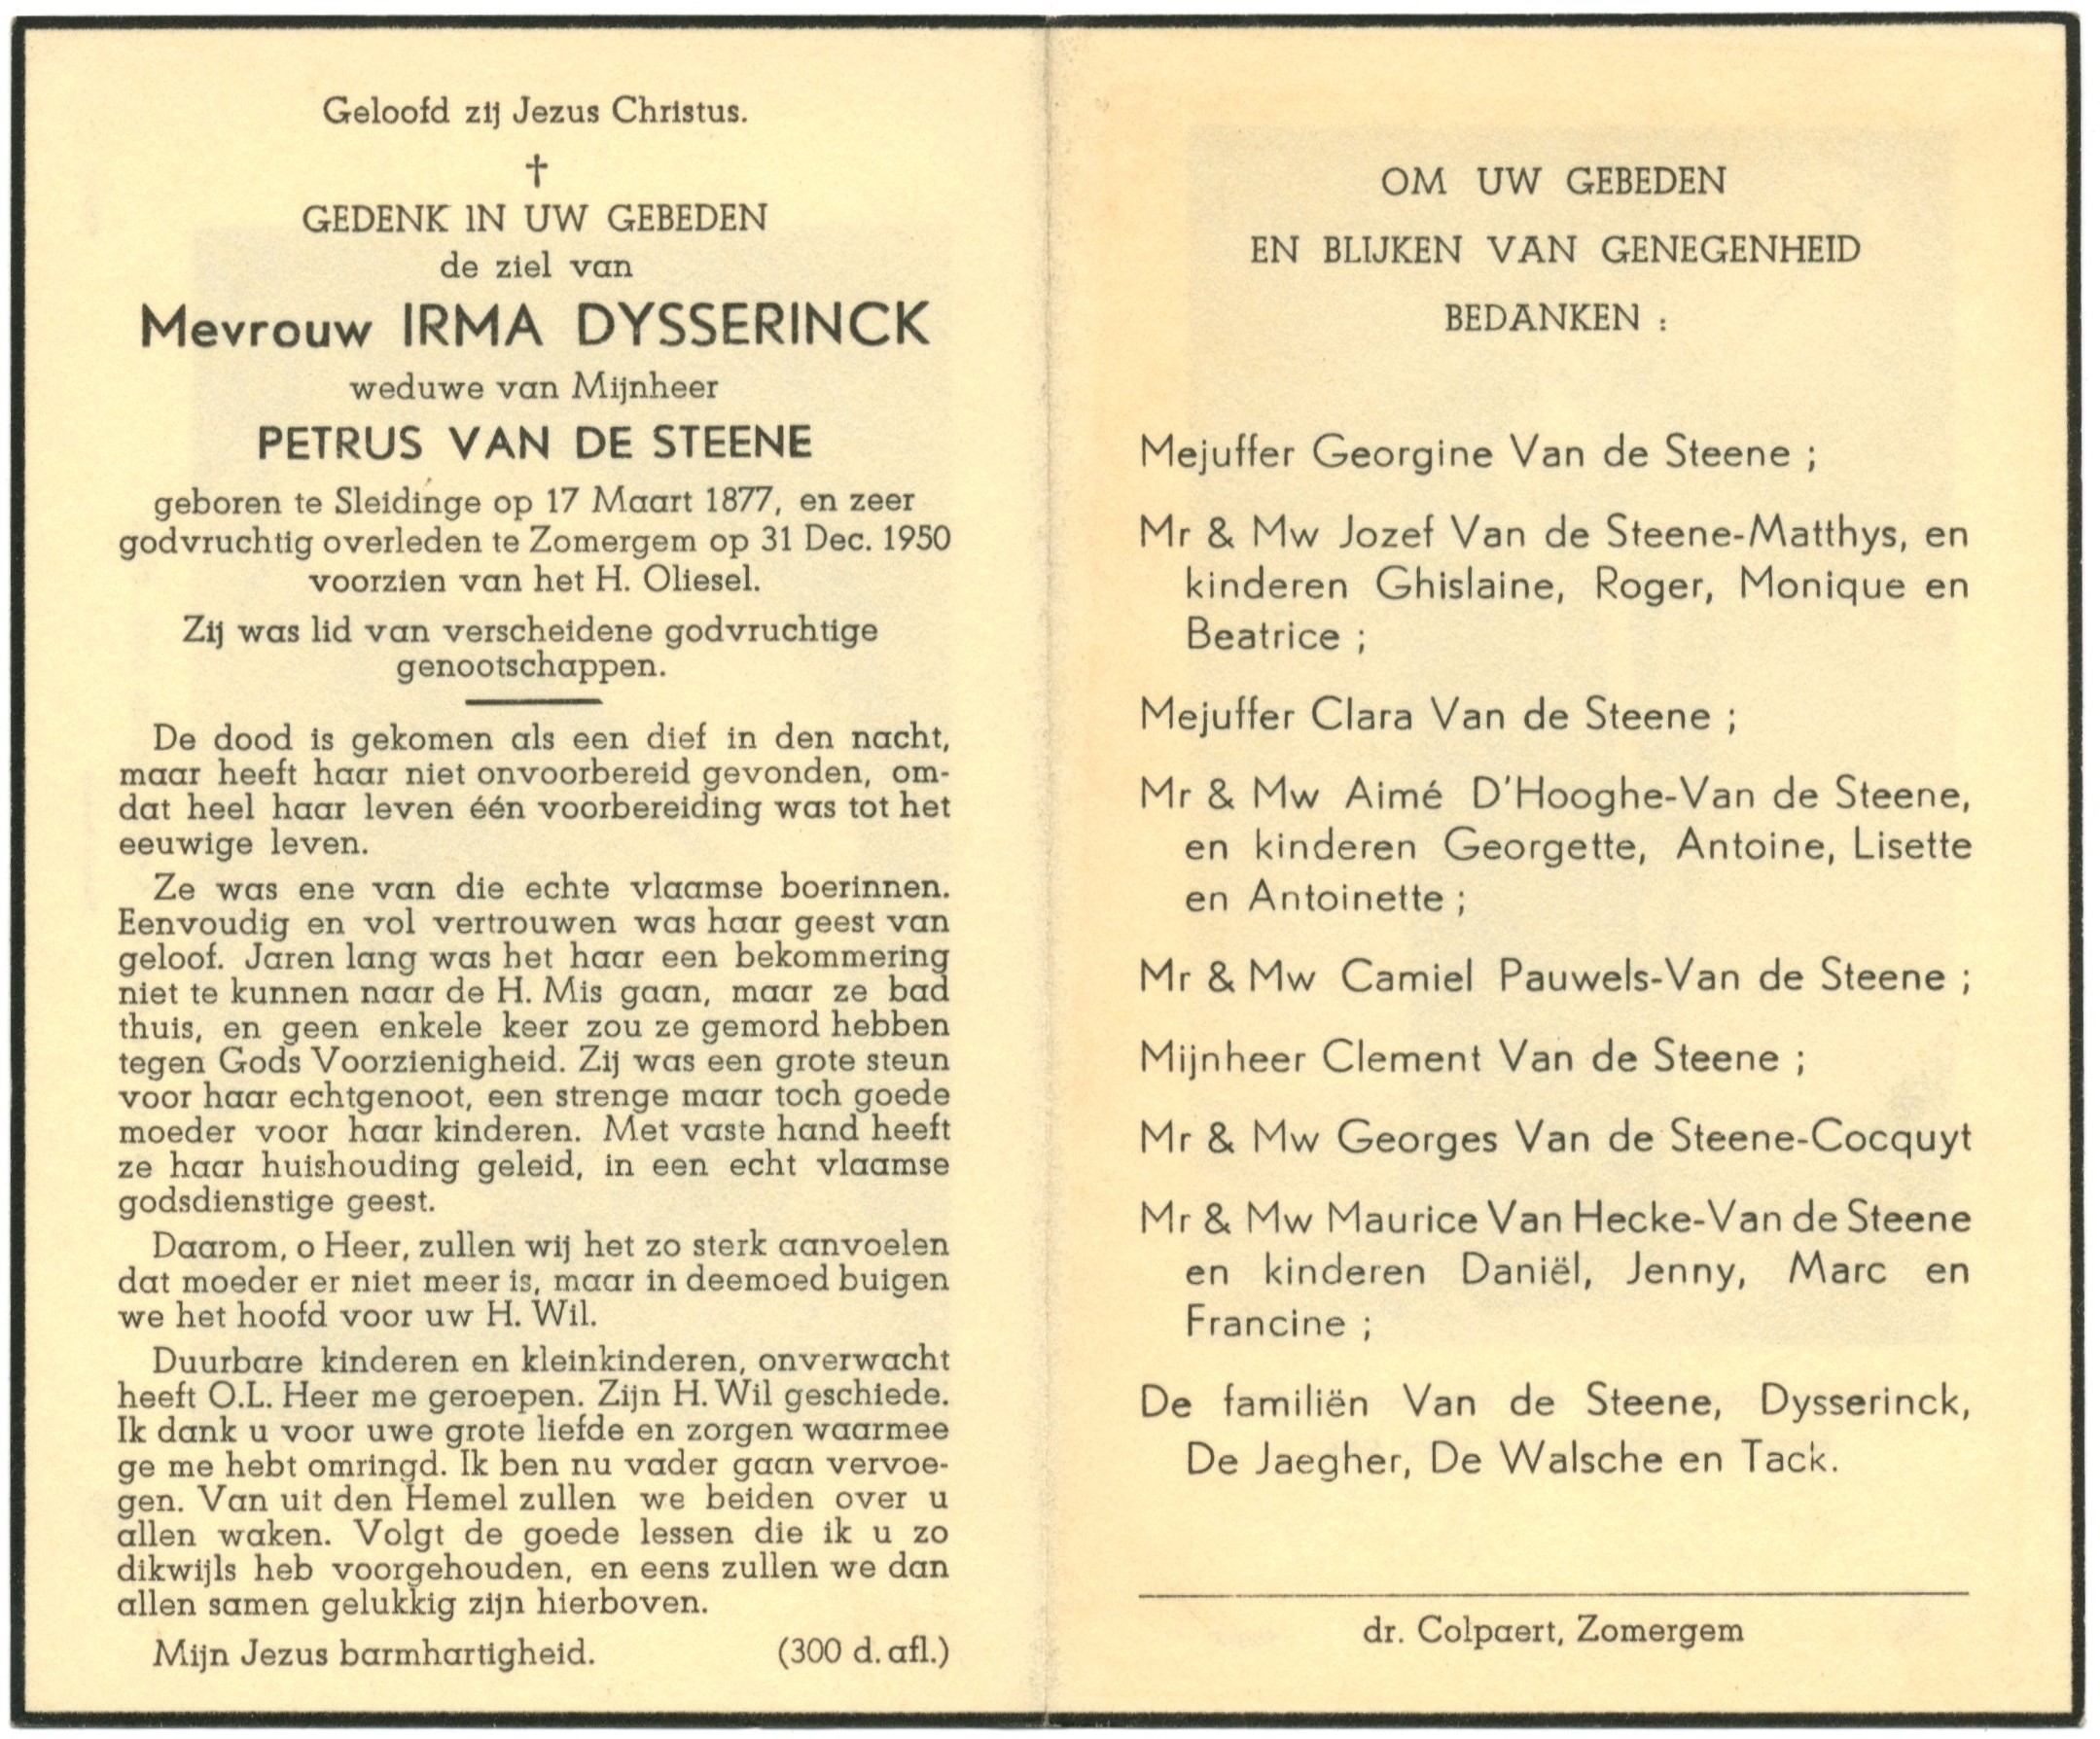 Geloofd zij Jezus Christus.
†
GEDENK IN UW GEBEDEN
de ziel van
Mevrouw IRMA DYSSERINCK
weduwe van Mijnheer
PETRUS VAN DE STEENE
geboren te Sleidinge op 17 Maart 1877, en zeer
godvruchtig overleden te Zomergem op 31 Dec. 1950
voorzien van het H. Oliesel.
Zij was lid van verscheidene godvruchtige
genootschappen.
De dood is gekomen als een dief in den nacht,
maar heeft haar niet onvoorbereid gevonden, om-
dat heel haar leven één voorbereiding was tot het
eeuwige leven.
Ze was ene van die echte vlaamse boerinnen.
Eenvoudig en vol vertrouwen was haar geest van
geloof. Jaren lang was het haar een bekommering
niet te kunnen naar de H. Mis gaan, maar ze bad
thuis, en geen enkele keer zou ze gemord hebben
tegen Gods Voorzienigheid. Zij was een grote steun
voor haar echtgenoot, een strenge maar toch goede
moeder voor haar kinderen. Met vaste hand heeft
ze haar huishouding geleid, in een echt vlaamse
godsdienstige geest.
Daarom, o Heer, zullen wij het zo sterk aanvoelen
dat moeder er niet meer is, maar in deemoed buigen
we het hoofd voor uw H. Wil.
Duurbare kinderen en kleinkinderen, onverwacht
heeft O.L. Heer me geroepen. Zijn H. Wil geschiede.
Ik dank u voor uwe grote liefde en zorgen waarmee
ge me hebt omringd. Ik ben nu vader gaan vervoe-
gen. Van uit den Hemel zullen we beiden over u
allen waken. Volgt de goede lessen die ik u zo
dikwijls heb voorgehouden, en eens zullen we dan
allen samen gelukkig zijn hierboven.
Mijn Jezus barmhartigheid. (300 d. afl.)
OM UW GEBEDEN
EN BLIJKEN VAN GENEGENHEID
BEDANKEN :
Mejuffer Georgine Van de Steene ;
Mr & Mw Jozef Van de Steene-Matthys, en
kinderen Ghislaine, Roger, Monique en
Beatrice ;
Mejuffer Clara Van de Steene ;
Mr & Mw Aimé D'Hooghe-Van de Steene,
en kinderen Georgette, Antoine, Lisette
en Antoinette ;
Mr & Mw Camiel Pauwels-Van de Steene ;
Mijnheer Clement Van de Steene ;
Mr & Mw Georges Van de Steene-Cocquyt
Mr & Mw Maurice Van Hecke-Van de Steene
en kinderen Daniël, Jenny, Marc en
Francine ;
De familiën Van de Steene, Dysserinck,
De Jaegher, De Walsche en Tack.
dr. Colpaert, Zomergem